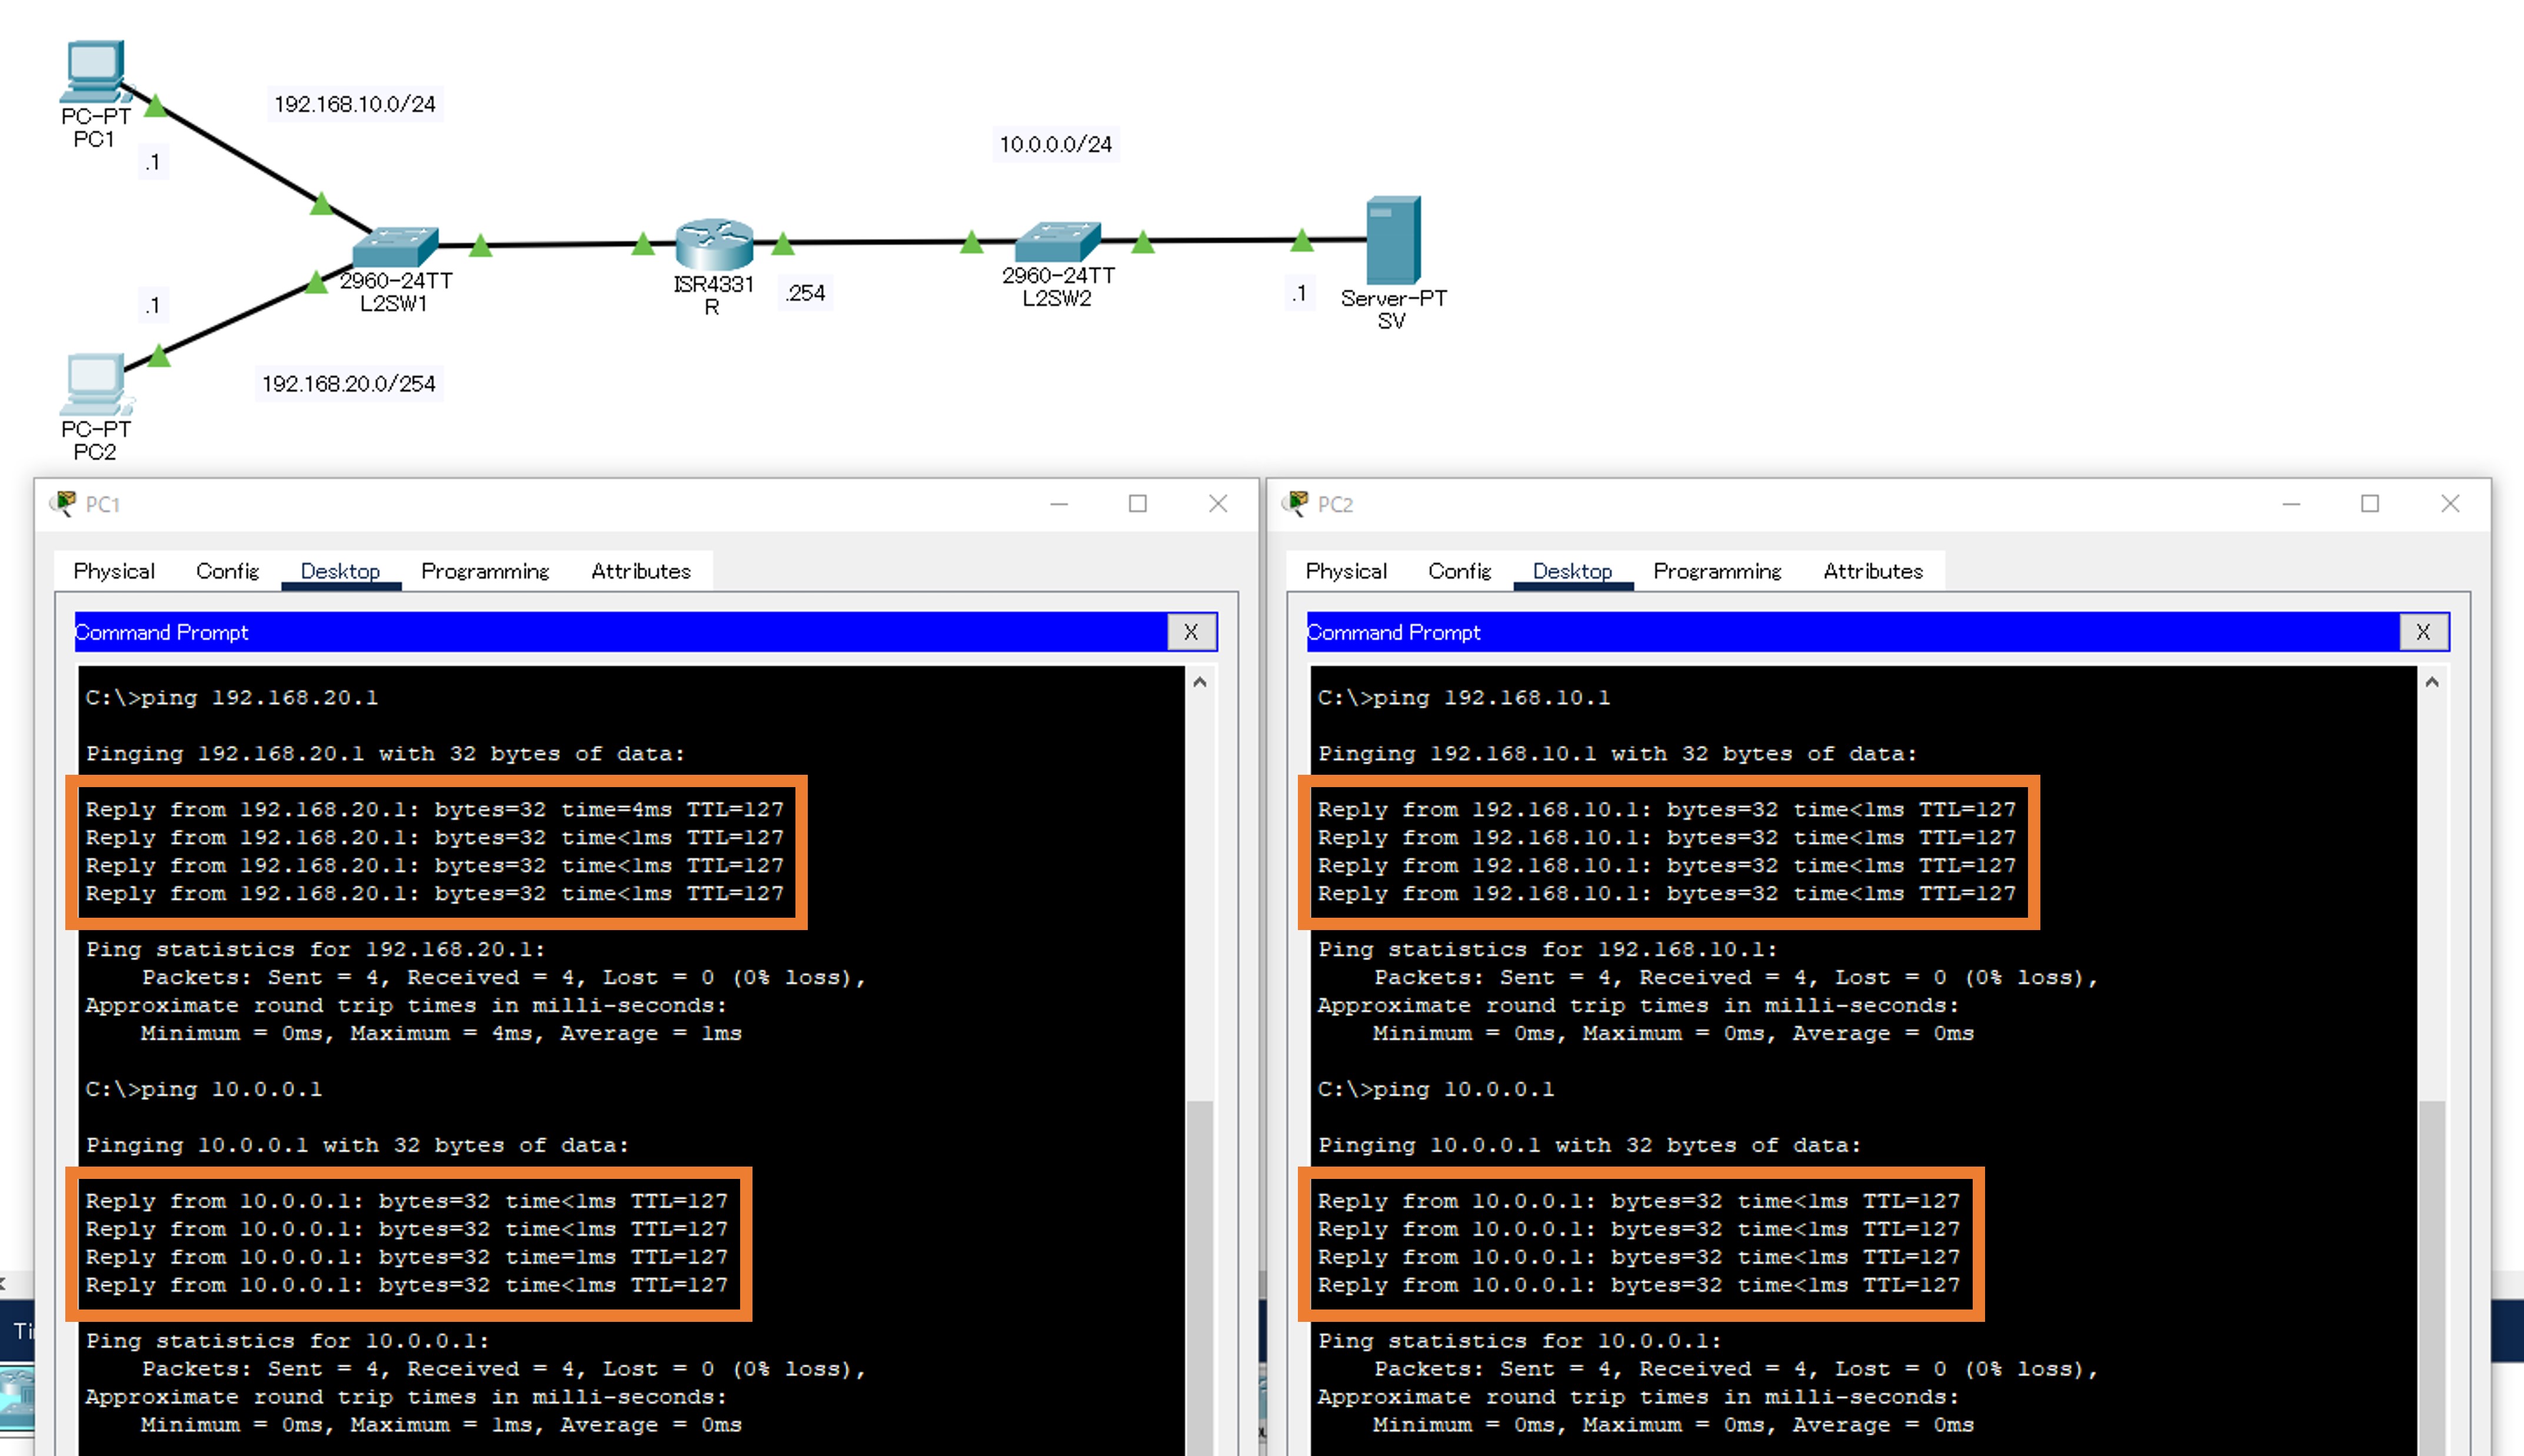 PC-PT
PC1
.1
192.168.10.0/24
10.0.0.0/24
2960-24TT
L2SW1
ISR4331
R
.254
2960-24TT
L2SW2
.1
Server-PT
SV
.1
192.168.20.0/254
PC-PT
PC2
PC1
Physical Config Desktop Programming Attributes
Command Prompt X
C:\>ping 192.168.20.1
Pinging 192.168.20.1 with 32 bytes of data:
Reply from 192.168.20.1: bytes=32 time=4ms TTL=127
Reply from 192.168.20.1: bytes=32 time<1ms TTL=127
Reply from 192.168.20.1: bytes=32 time<1ms TTL=127
Reply from 192.168.20.1: bytes=32 time<1ms TTL=127
Ping statistics for 192.168.20.1:
Packets: Sent = 4, Received = 4, Lost = 0 (0% loss),
Approximate round trip times in milli-seconds:
Minimum = 0ms, Maximum = 4ms, Average = 1ms
C:\>ping 10.0.0.1
Pinging 10.0.0.1 with 32 bytes of data:
Reply from 10.0.0.1: bytes=32 time<1ms TTL=127
Reply from 10.0.0.1: bytes=32 time<1ms TTL=127
Reply from 10.0.0.1: bytes=32 time=1ms TTL=127
Reply from 10.0.0.1: bytes=32 time<1ms TTL=127
Ping statistics for 10.0.0.1:
Packets: Sent = 4, Received = 4, Lost = 0 (0% loss),
Approximate round trip times in milli-seconds:
Minimum = 0ms, Maximum = 1ms, Average = 0ms
PC2
Physical Config Desktop Programming Attributes
Command Prompt X
C:\>ping 192.168.10.1
Pinging 192.168.10.1 with 32 bytes of data:
Reply from 192.168.10.1: bytes=32 time<1ms TTL=127
Reply from 192.168.10.1: bytes=32 time<1ms TTL=127
Reply from 192.168.10.1: bytes=32 time<1ms TTL=127
Reply from 192.168.10.1: bytes=32 time<1ms TTL=127
Ping statistics for 192.168.10.1:
Packets: Sent = 4, Received = 4, Lost = 0 (0% loss),
Approximate round trip times in milli-seconds:
Minimum = 0ms, Maximum = 0ms, Average = 0ms
C:\>ping 10.0.0.1
Pinging 10.0.0.1 with 32 bytes of data:
Reply from 10.0.0.1: bytes=32 time<1ms TTL=127
Reply from 10.0.0.1: bytes=32 time<1ms TTL=127
Reply from 10.0.0.1: bytes=32 time<1ms TTL=127
Reply from 10.0.0.1: bytes=32 time<1ms TTL=127
Ping statistics for 10.0.0.1:
Packets: Sent = 4, Received = 4, Lost = 0 (0% loss),
Approximate round trip times in milli-seconds:
Minimum = 0ms, Maximum = 0ms, Average = 0ms